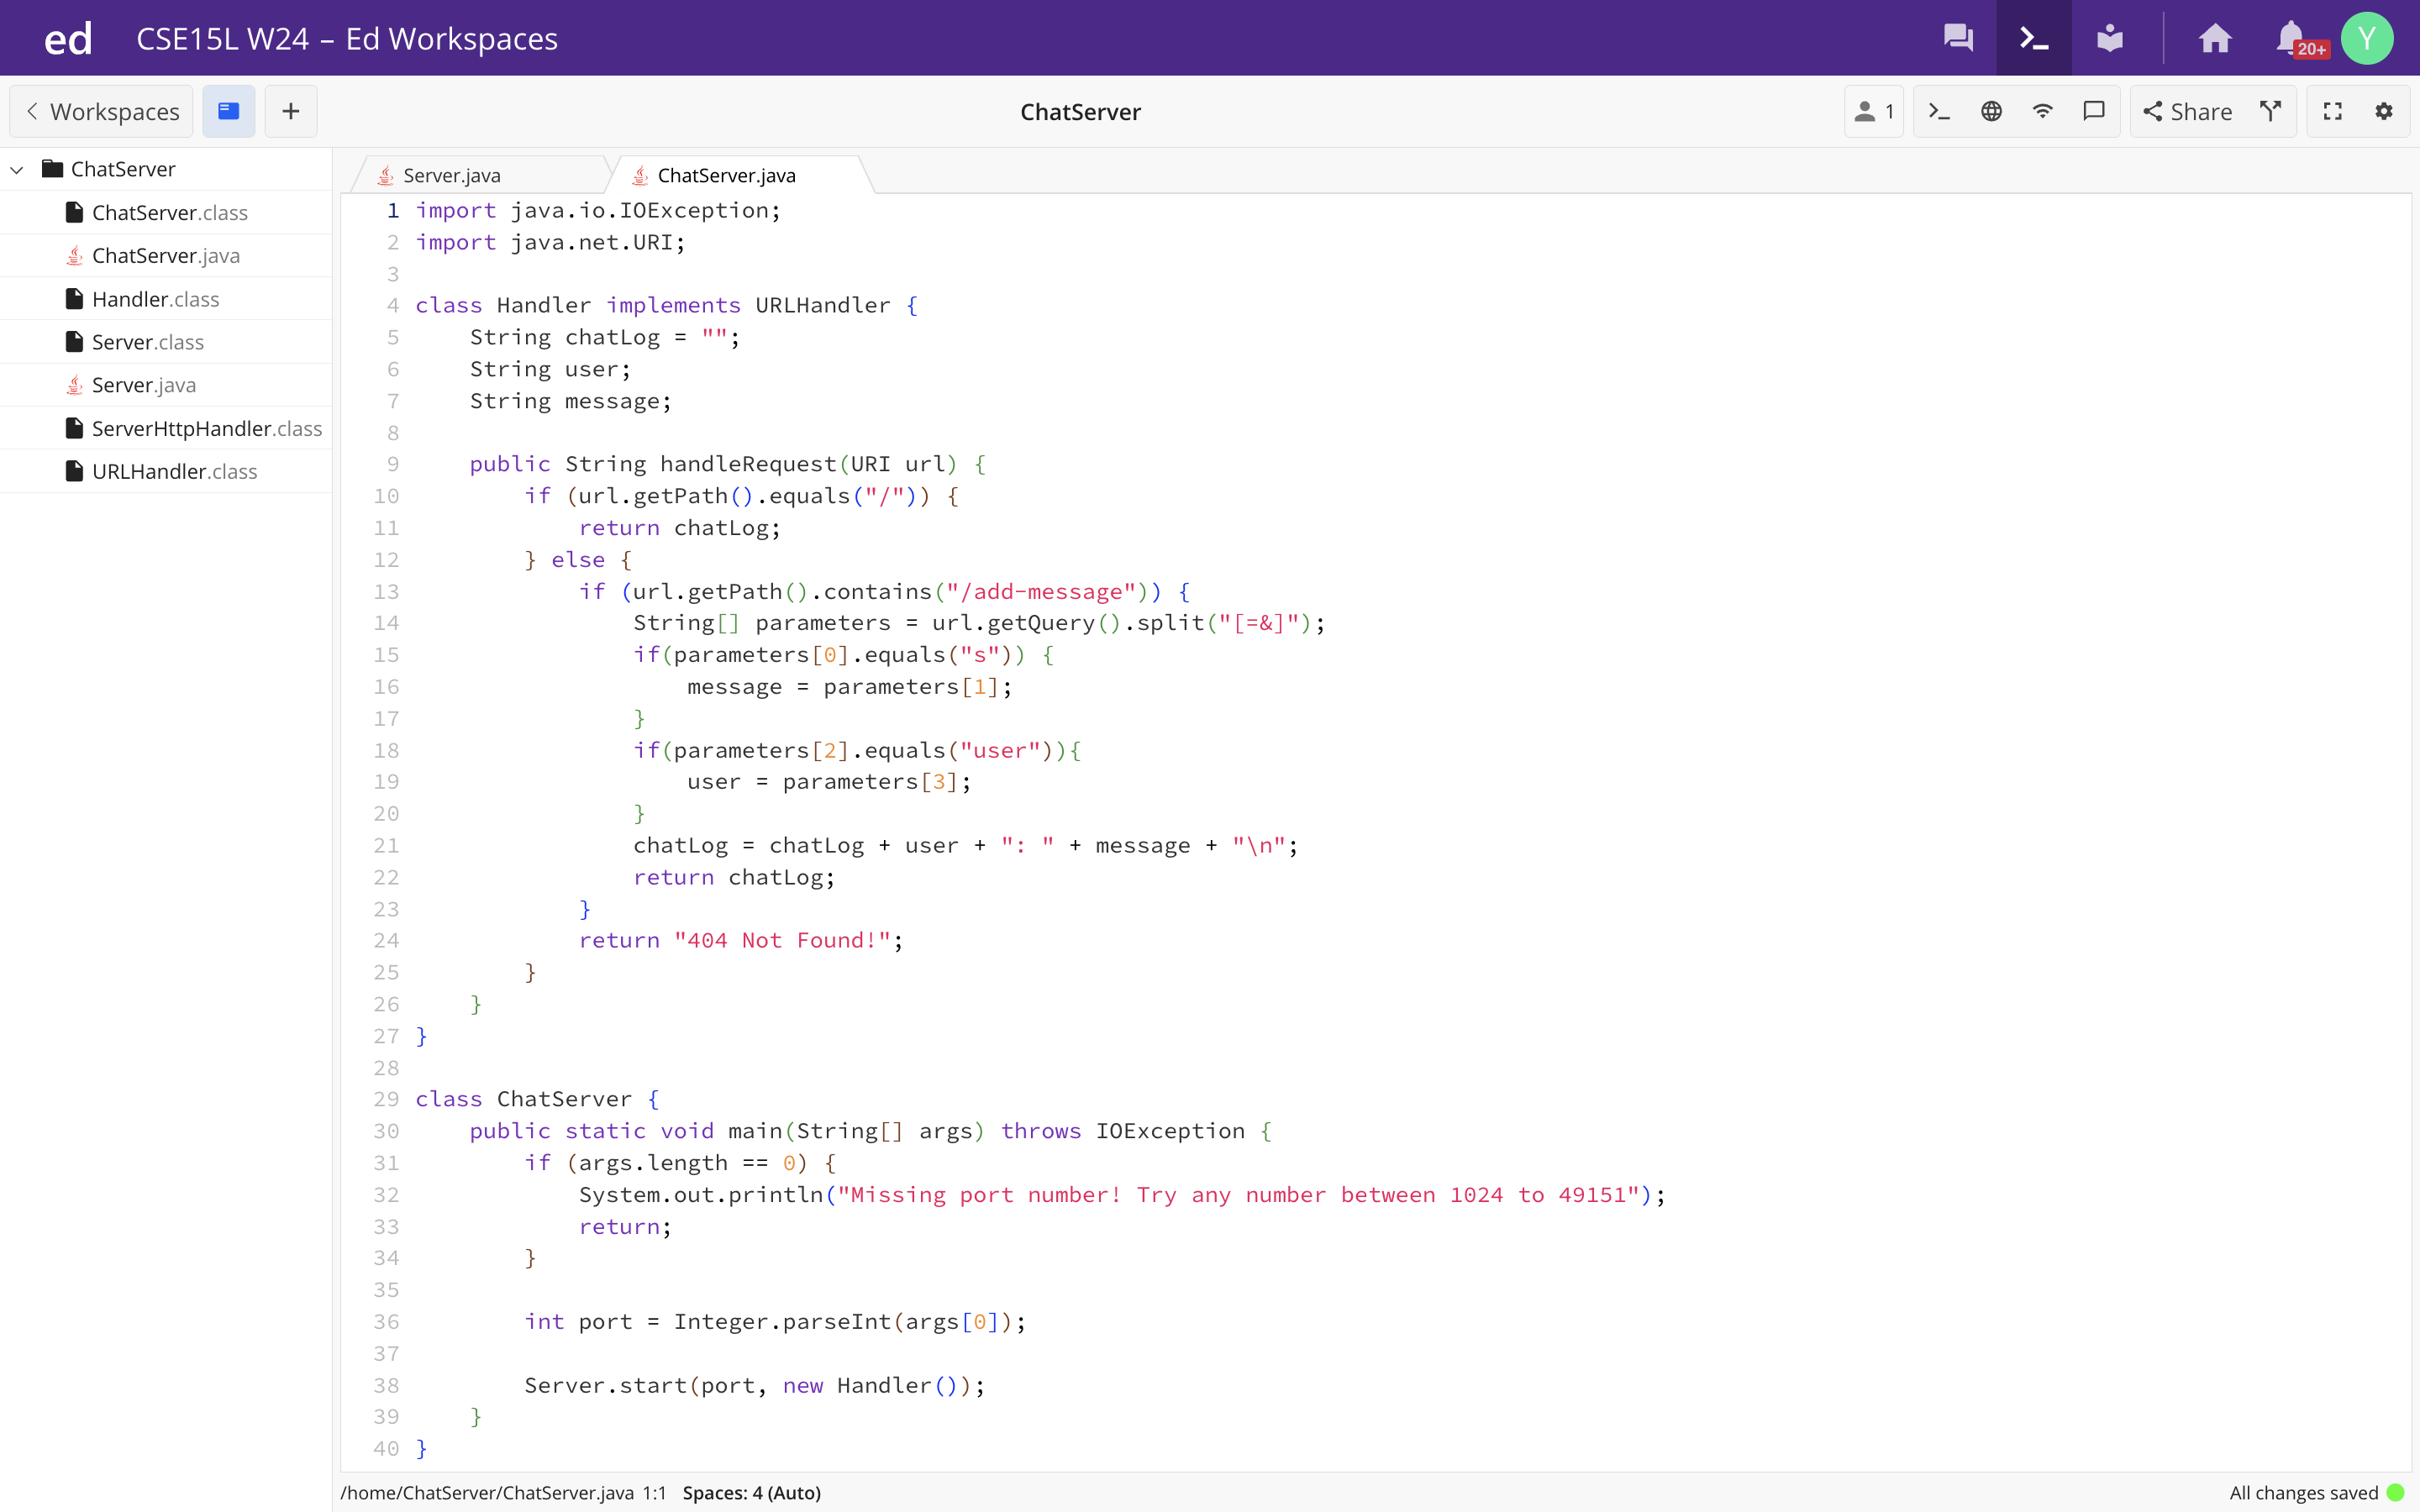 ed CSE15L W24 – Ed Workspaces 20+ Y
Workspaces ChatServer 1 Share
ChatServer
ChatServer.class
ChatServer.java
Handler.class
Server.class
Server.java
ServerHttpHandler.class
URLHandler.class
Server.java ChatServer.java
1 import java.io.IOException;
2 import java.net.URI;
3
4 class Handler implements URLHandler {
5     String chatLog = "";
6     String user;
7     String message;
8
9     public String handleRequest(URI url) {
10         if (url.getPath().equals("/")) {
11             return chatLog;
12         } else {
13             if (url.getPath().contains("/add-message")) {
14                 String[] parameters = url.getQuery().split("[=&]");
15                 if(parameters[0].equals("s")) {
16                     message = parameters[1];
17                 }
18                 if(parameters[2].equals("user")){
19                     user = parameters[3];
20                 }
21                 chatLog = chatLog + user + ": " + message + "\n";
22                 return chatLog;
23             }
24             return "404 Not Found!";
25         }
26     }
27 }
28
29 class ChatServer {
30     public static void main(String[] args) throws IOException {
31         if (args.length == 0) {
32             System.out.println("Missing port number! Try any number between 1024 to 49151");
33             return;
34         }
35
36         int port = Integer.parseInt(args[0]);
37
38         Server.start(port, new Handler());
39     }
40 }
/home/ChatServer/ChatServer.java 1:1 Spaces: 4 (Auto) All changes saved